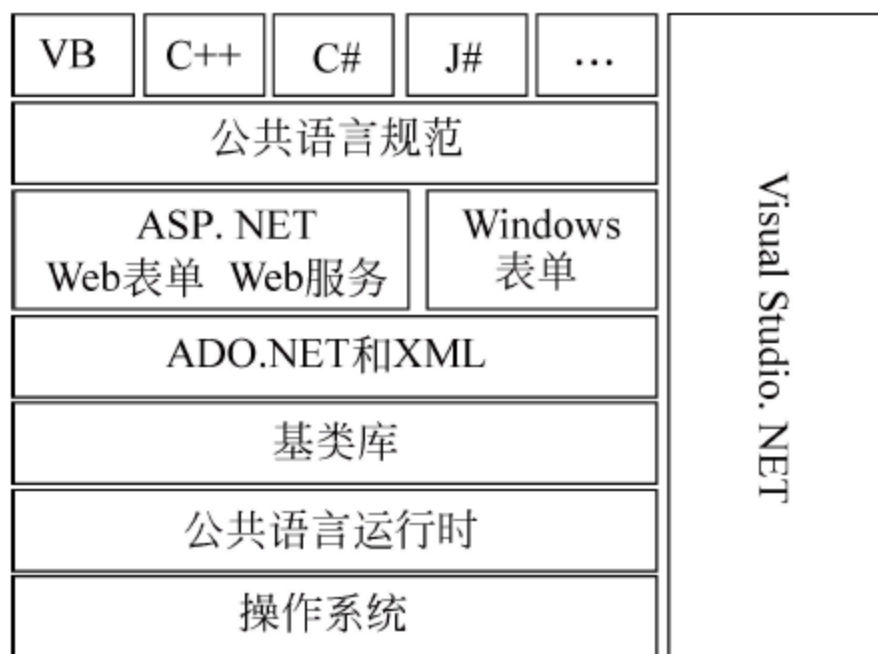 VB C++ C# J# …
公共语言规范
ASP. NET
Web表单 Web服务
Windows
表单
ADO.NET和XML
基类库
公共语言运行时
操作系统
Visual Studio. NET